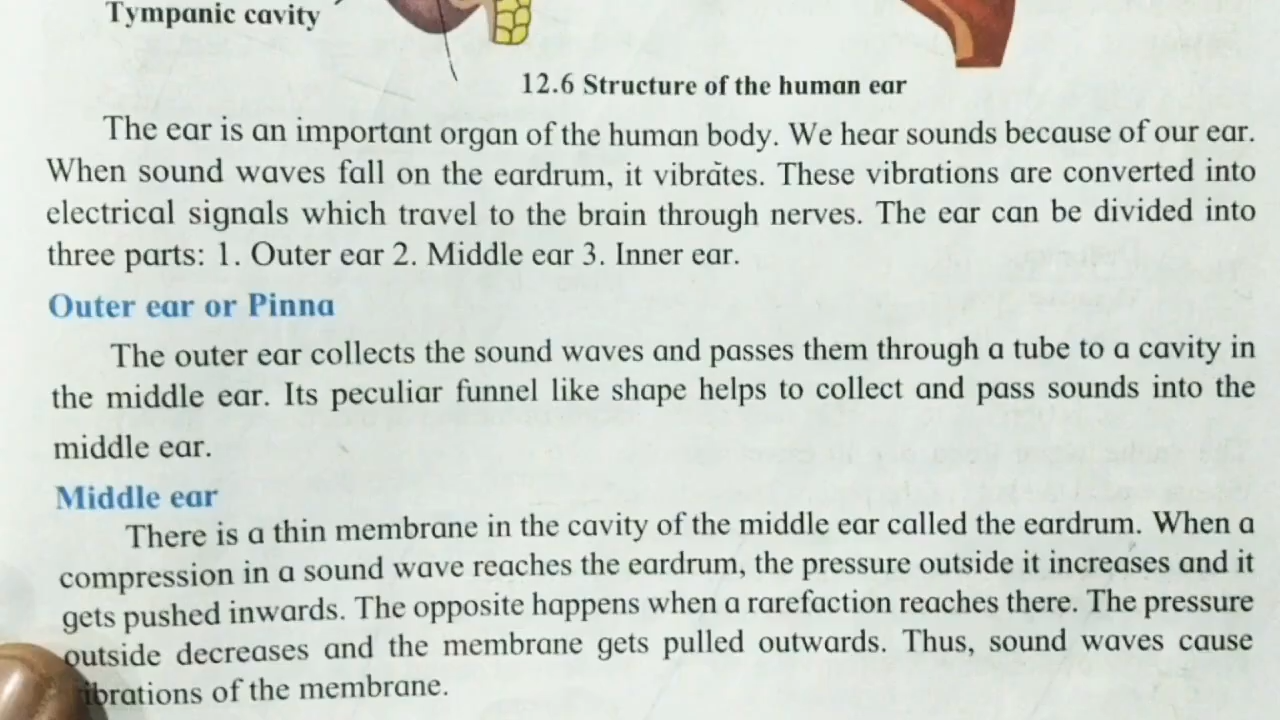 Tympanic cavity
12.6 Structure of the human ear
The ear is an important organ of the human body. We hear sounds because of our ear.
When sound waves fall on the eardrum, it vibrates. These vibrations are converted into
electrical signals which travel to the brain through nerves. The ear can be divided into
three parts: 1. Outer ear 2. Middle ear 3. Inner ear.
Outer ear or Pinna
The outer ear collects the sound waves and passes them through a tube to a cavity in
the middle ear. Its peculiar funnel like shape helps to collect and pass sounds into the
middle ear.
Middle ear
There is a thin membrane in the cavity of the middle ear called the eardrum. When a
compression in a sound wave reaches the eardrum, the pressure outside it increases and it
gets pushed inwards. The opposite happens when a rarefaction reaches there. The pressure
outside decreases and the membrane gets pulled outwards. Thus, sound waves cause
vibrations of the membrane.